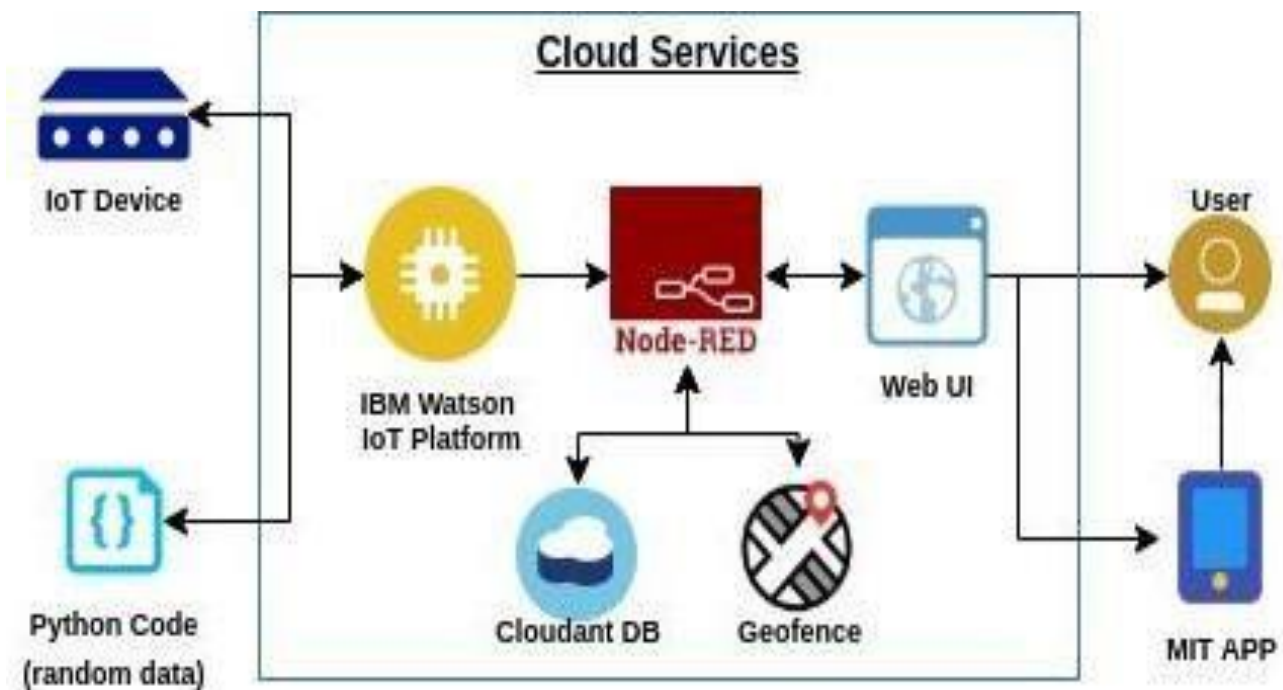 Cloud Services
IoT Device
User
Node-RED
Web UI
IBM Watson
IoT Platform
{}
Cloudant DB
Geofence
Python Code
(random data)
MIT APP